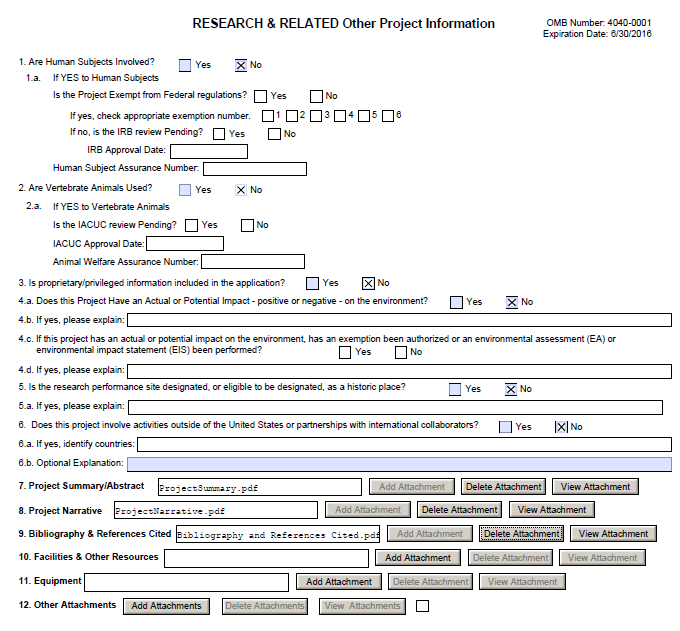 RESEARCH & RELATED Other Project Information
OMB Number: 4040-0001
Expiration Date: 6/30/2016
1. Are Human Subjects Involved? Yes No
1.a. If YES to Human Subjects
Is the Project Exempt from Federal regulations? Yes No
If yes, check appropriate exemption number. 1 2 3 4 5 6
If no, is the IRB review Pending? Yes No
IRB Approval Date:
Human Subject Assurance Number:
2. Are Vertebrate Animals Used? Yes No
2.a. If YES to Vertebrate Animals
Is the IACUC review Pending? Yes No
IACUC Approval Date:
Animal Welfare Assurance Number:
3. Is proprietary/privileged information included in the application? Yes No
4.a. Does this Project Have an Actual or Potential Impact - positive or negative - on the environment? Yes No
4.b. If yes, please explain:
4.c. If this project has an actual or potential impact on the environment, has an exemption been authorized or an environmental assessment (EA) or
environmental impact statement (EIS) been performed? Yes No
4.d. If yes, please explain:
5. Is the research performance site designated, or eligible to be designated, as a historic place? Yes No
5.a. If yes, please explain:
6. Does this project involve activities outside of the United States or partnerships with international collaborators? Yes No
6.a. If yes, identify countries:
6.b. Optional Explanation:
7. Project Summary/Abstract ProjectSummary.pdf Add Attachment Delete Attachment View Attachment
8. Project Narrative ProjectNarrative.pdf Add Attachment Delete Attachment View Attachment
9. Bibliography & References Cited Bibliography and References Cited.pdf Add Attachment Delete Attachment View Attachment
10. Facilities & Other Resources Add Attachment Delete Attachment View Attachment
11. Equipment Add Attachment Delete Attachment View Attachment
12. Other Attachments Add Attachments Delete Attachments View Attachments